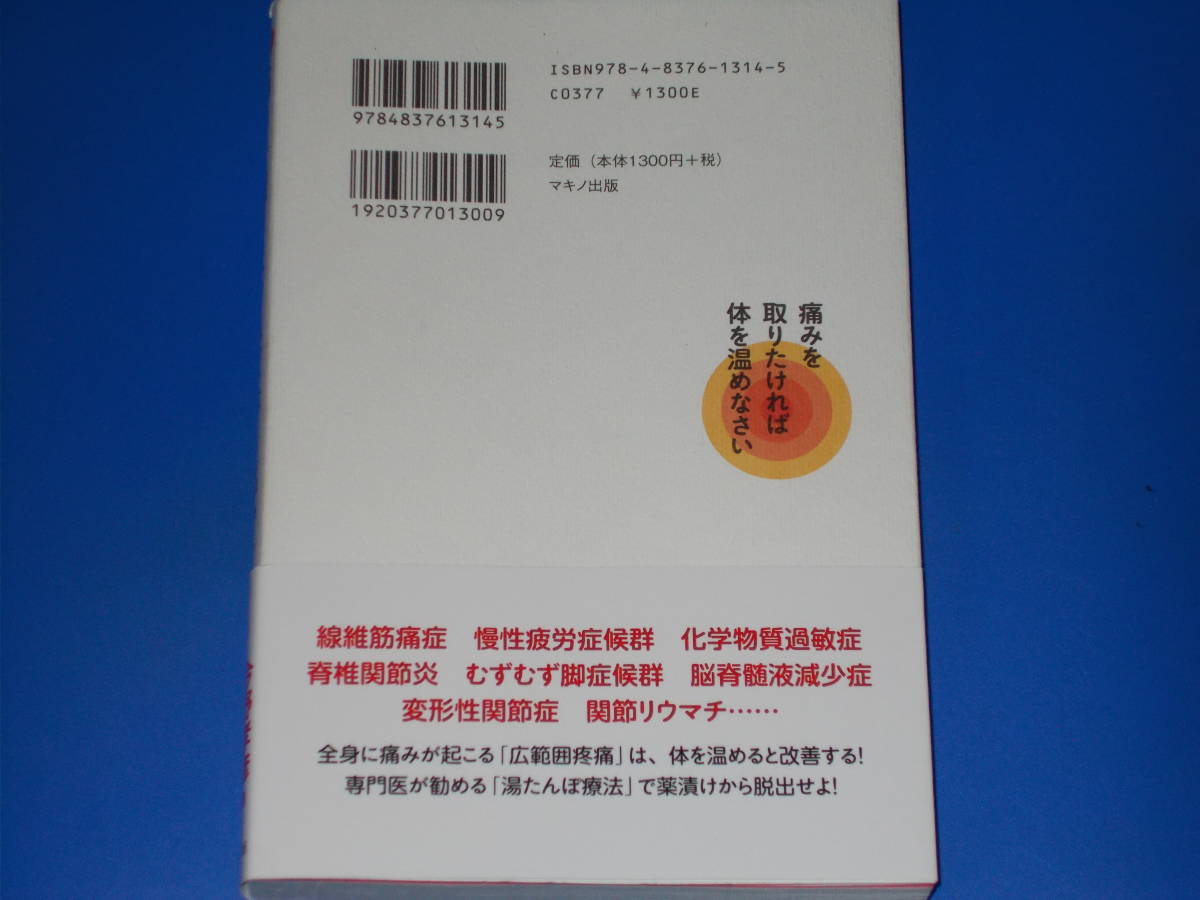 ISBN978-4-8376-1314-5
C0377 ¥1300E
9784837613145
定価（本体1300円＋税）
マキノ出版
1920377013009
痛みを
取りたければ
体を温めなさい
線維筋痛症　慢性疲労症候群　化学物質過敏症
脊椎関節炎　むずむず脚症候群　脳脊髄液減少症
変形性関節症　関節リウマチ……
全身に痛みが起こる「広範囲疼痛」は、体を温めると改善する!
専門医が勧める「湯たんぽ療法」で薬漬けから脱出せよ!